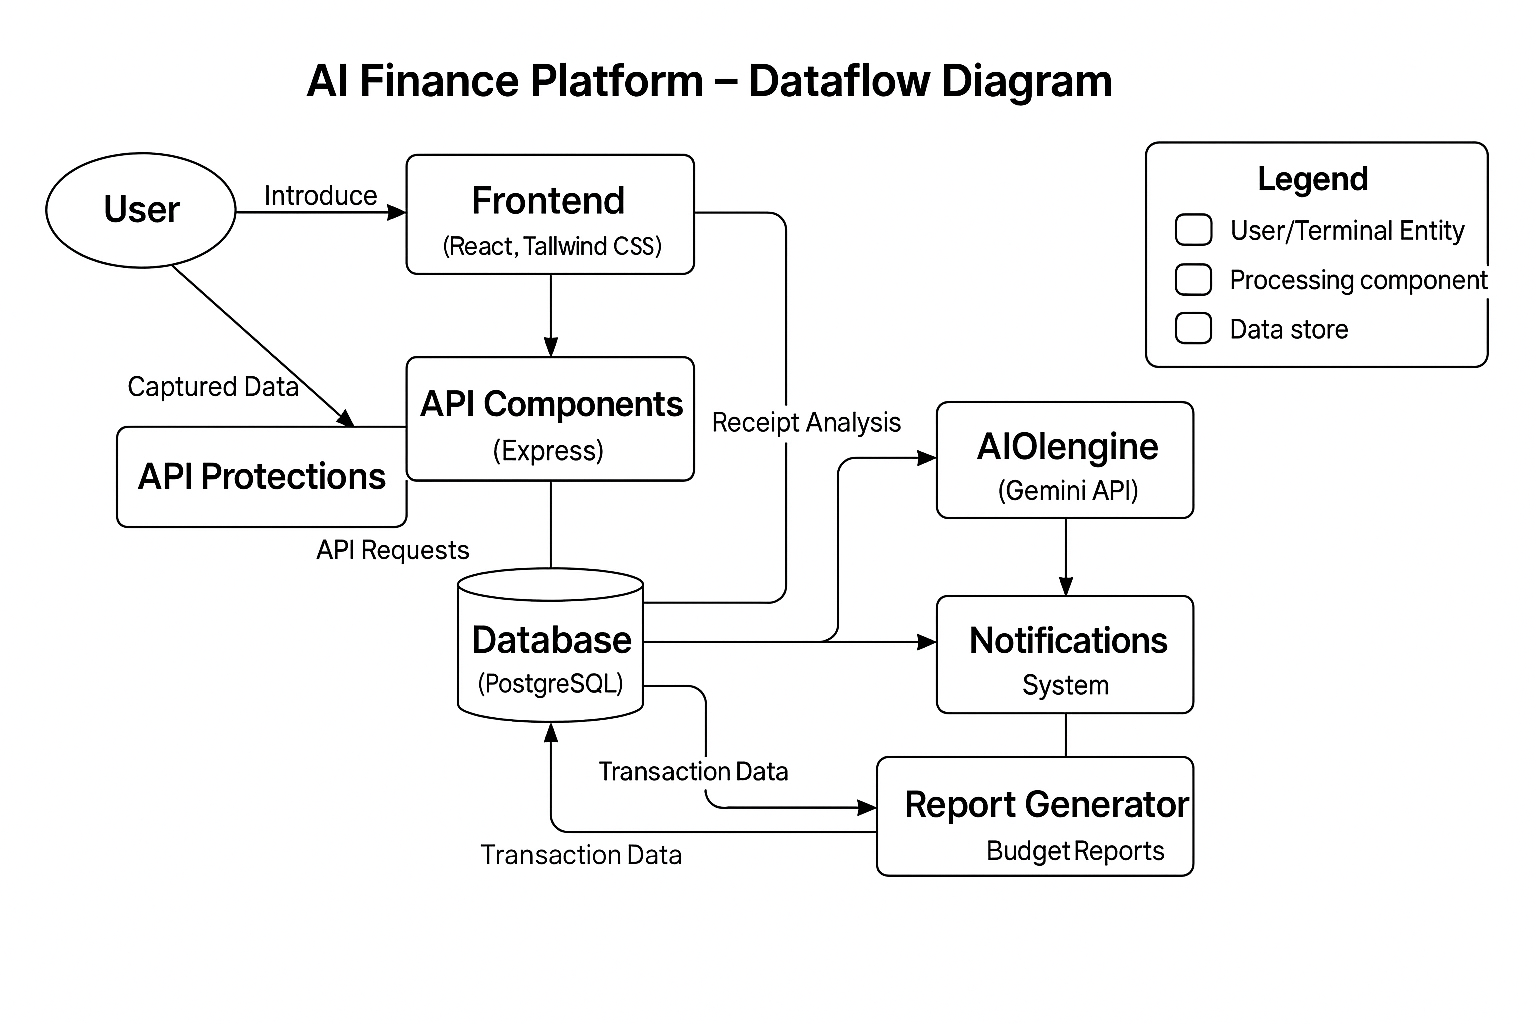 AI Finance Platform – Dataflow Diagram
User
Introduce
Frontend
(React, Tallwind CSS)
Legend
User/Terminal Entity
Processing component
Data store
Captured Data
API Components
(Express)
Receipt Analysis
API Protections
AIOlengine
(Gemini API)
API Requests
Database
(PostgreSQL)
Notifications
System
Transaction Data
Report Generator
Budget Reports
Transaction Data